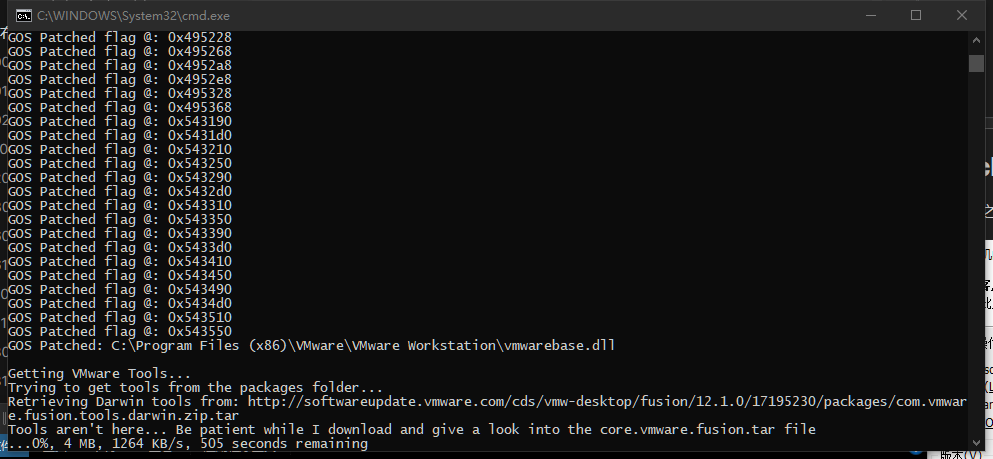 C:\WINDOWS\System32\cmd.exe
GOS Patched flag @: 0x495228
GOS Patched flag @: 0x495268
GOS Patched flag @: 0x4952a8
GOS Patched flag @: 0x4952e8
GOS Patched flag @: 0x495328
GOS Patched flag @: 0x495368
GOS Patched flag @: 0x543190
GOS Patched flag @: 0x5431d0
GOS Patched flag @: 0x543210
GOS Patched flag @: 0x543250
GOS Patched flag @: 0x543290
GOS Patched flag @: 0x5432d0
GOS Patched flag @: 0x543310
GOS Patched flag @: 0x543350
GOS Patched flag @: 0x543390
GOS Patched flag @: 0x5433d0
GOS Patched flag @: 0x543410
GOS Patched flag @: 0x543450
GOS Patched flag @: 0x543490
GOS Patched flag @: 0x5434d0
GOS Patched flag @: 0x543510
GOS Patched flag @: 0x543550
GOS Patched: C:\Program Files (x86)\VMware\VMware Workstation\vmwarebase.dll
Getting VMware Tools...
Trying to get tools from the packages folder...
Retrieving Darwin tools from: http://softwareupdate.vmware.com/cds/vmw-desktop/fusion/12.1.0/17195230/packages/com.vmwar
e.fusion.tools.darwin.zip.tar
Tools aren't here... Be patient while I download and give a look into the core.vmware.fusion.tar file
...0%, 4 MB, 1264 KB/s, 505 seconds remaining
版本(V)